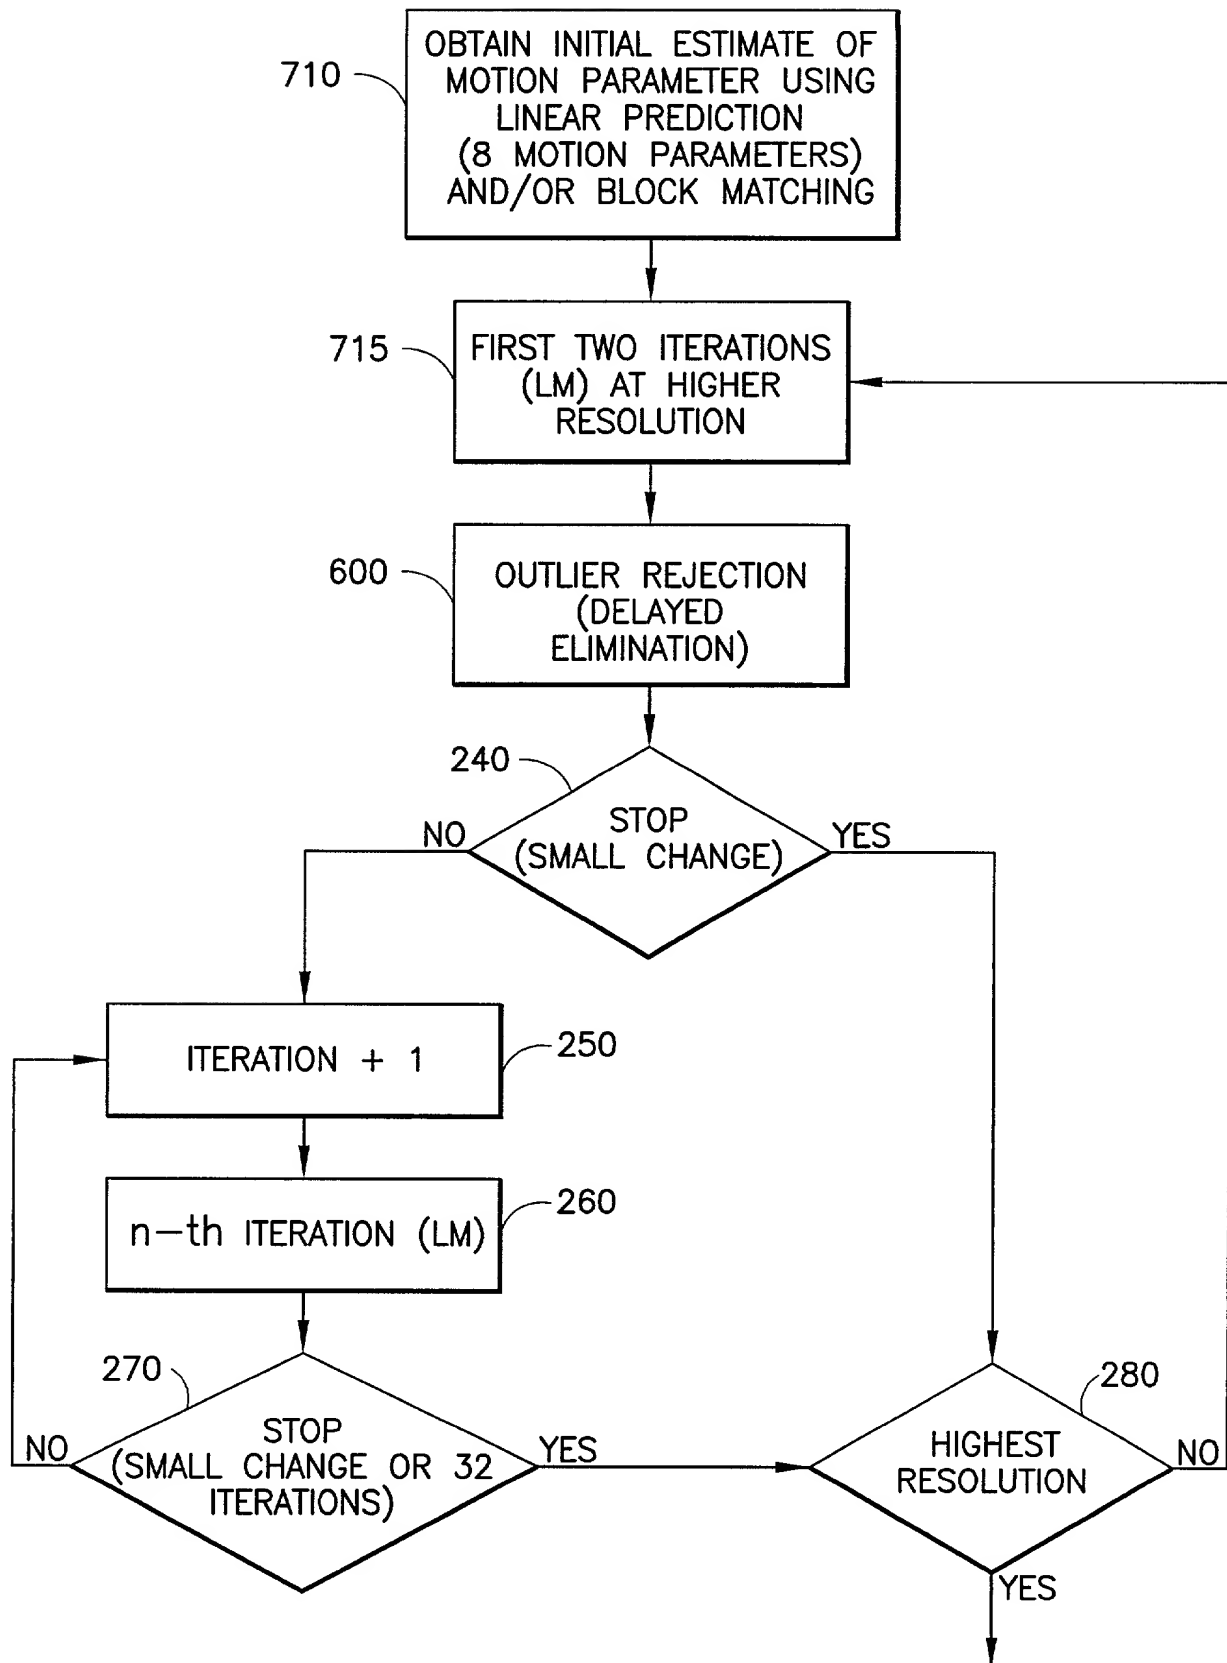 710
OBTAIN INITIAL ESTIMATE OF
MOTION PARAMETER USING
LINEAR PREDICTION
(8 MOTION PARAMETERS)
AND/OR BLOCK MATCHING
715
FIRST TWO ITERATIONS
(LM) AT HIGHER
RESOLUTION
600
OUTLIER REJECTION
(DELAYED
ELIMINATION)
240
STOP
(SMALL CHANGE)
NO
YES
ITERATION + 1
250
n-th ITERATION (LM)
260
270
STOP
(SMALL CHANGE OR 32
ITERATIONS)
NO
YES
280
HIGHEST
RESOLUTION
NO
YES